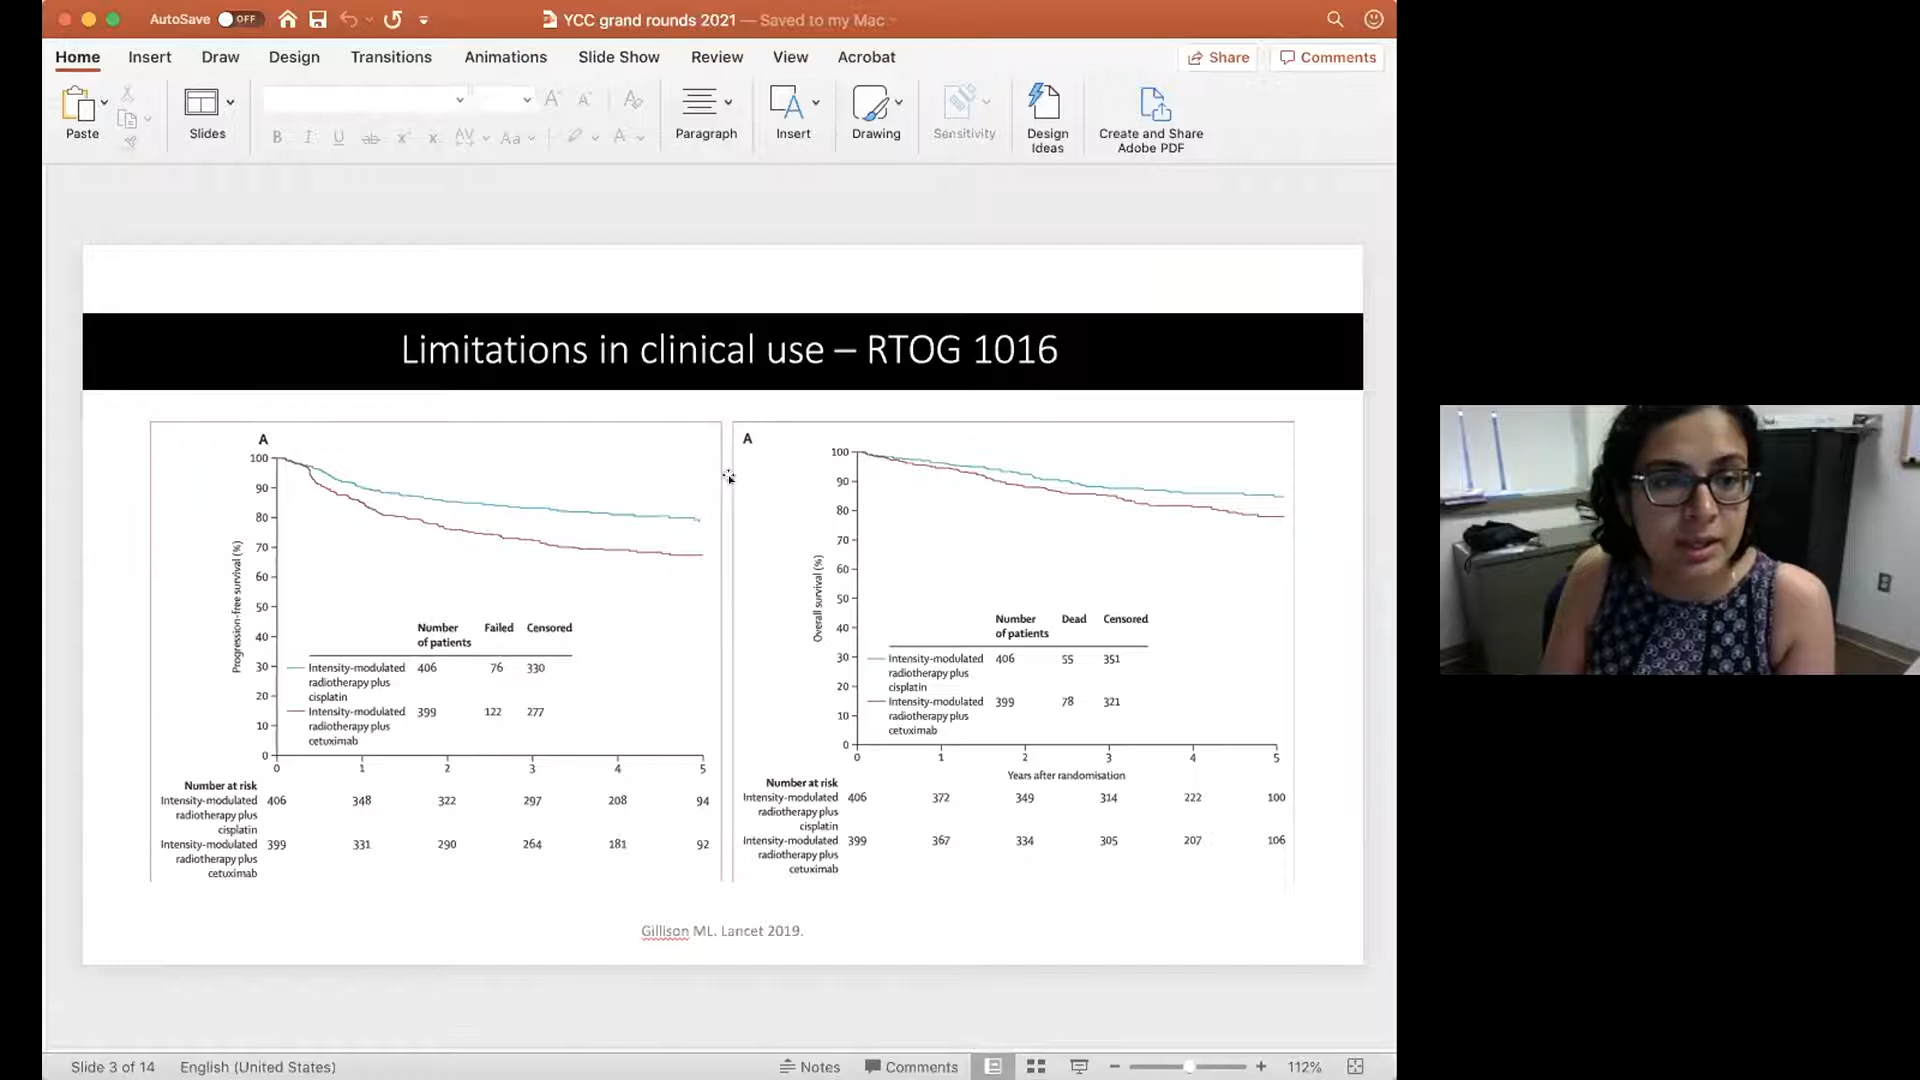 AutoSave OFF
YCC grand rounds 2021 — Saved to my Mac
Home Insert Draw Design Transitions Animations Slide Show Review View Acrobat
Share Comments
Paste
Slides
B I U ab x x AV Aa A
Paragraph
Insert
Drawing
Sensitivity
Design
Ideas
Create and Share
Adobe PDF
Limitations in clinical use – RTOG 1016
A
100
90
80
70
60
50
40
30
20
10
0
Progression-free survival (%)
Number
of patients
Failed Censored
Intensity-modulated 406 76 330
radiotherapy plus
cisplatin
Intensity-modulated 399 122 277
radiotherapy plus
cetuximab
0 1 2 3 4 5
Number at risk
Intensity-modulated 406 348 322 297 208 94
radiotherapy plus
cisplatin
Intensity-modulated 399 331 290 264 181 92
radiotherapy plus
cetuximab
A
100
90
80
70
60
50
40
30
20
10
0
Overall survival (%)
Number
of patients
Dead Censored
Intensity-modulated 406 55 351
radiotherapy plus
cisplatin
Intensity-modulated 399 78 321
radiotherapy plus
cetuximab
0 1 2 3 4 5
Years after randomisation
Number at risk
Intensity-modulated 406 372 349 314 222 100
radiotherapy plus
cisplatin
Intensity-modulated 399 367 334 305 207 106
radiotherapy plus
cetuximab
Gillison ML. Lancet 2019.
Slide 3 of 14 English (United States)
Notes Comments 112%